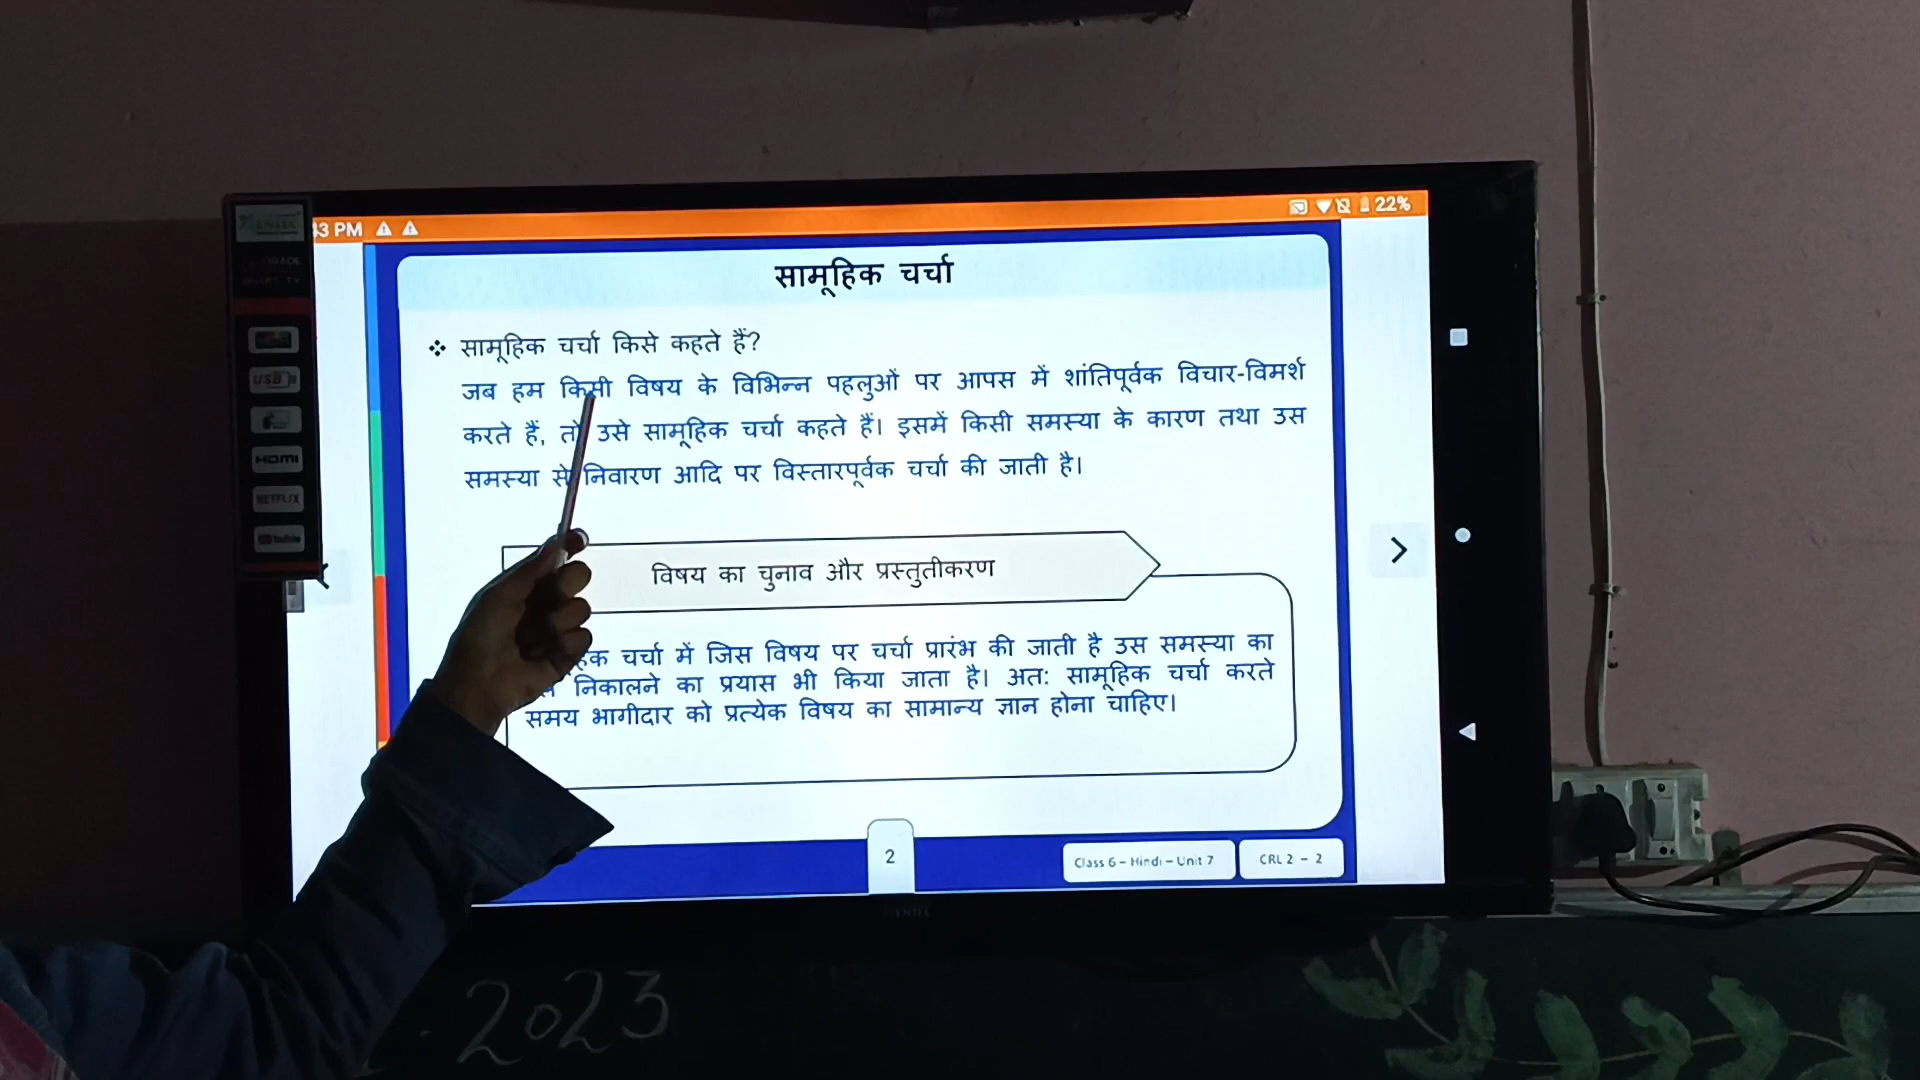 43 PM
22%
सामूहिक चर्चा
❖ सामूहिक चर्चा किसे कहते हैं?
जब हम किसी विषय के विभिन्न पहलुओं पर आपस में शांतिपूर्वक विचार-विमर्श
करते हैं, तो उसे सामूहिक चर्चा कहते हैं। इसमें किसी समस्या के कारण तथा उस
समस्या से निवारण आदि पर विस्तारपूर्वक चर्चा की जाती है।
विषय का चुनाव और प्रस्तुतीकरण
चर्चा में जिस विषय पर चर्चा प्रारंभ की जाती है उस समस्या का
निकालने का प्रयास भी किया जाता है। अत: सामूहिक चर्चा करते
समय भागीदार को प्रत्येक विषय का सामान्य ज्ञान होना चाहिए।
2
Class 6 – Hindi – Unit 7
CRL 2 – 2
USB
HDMI
NETFLIX
YouTube
2023